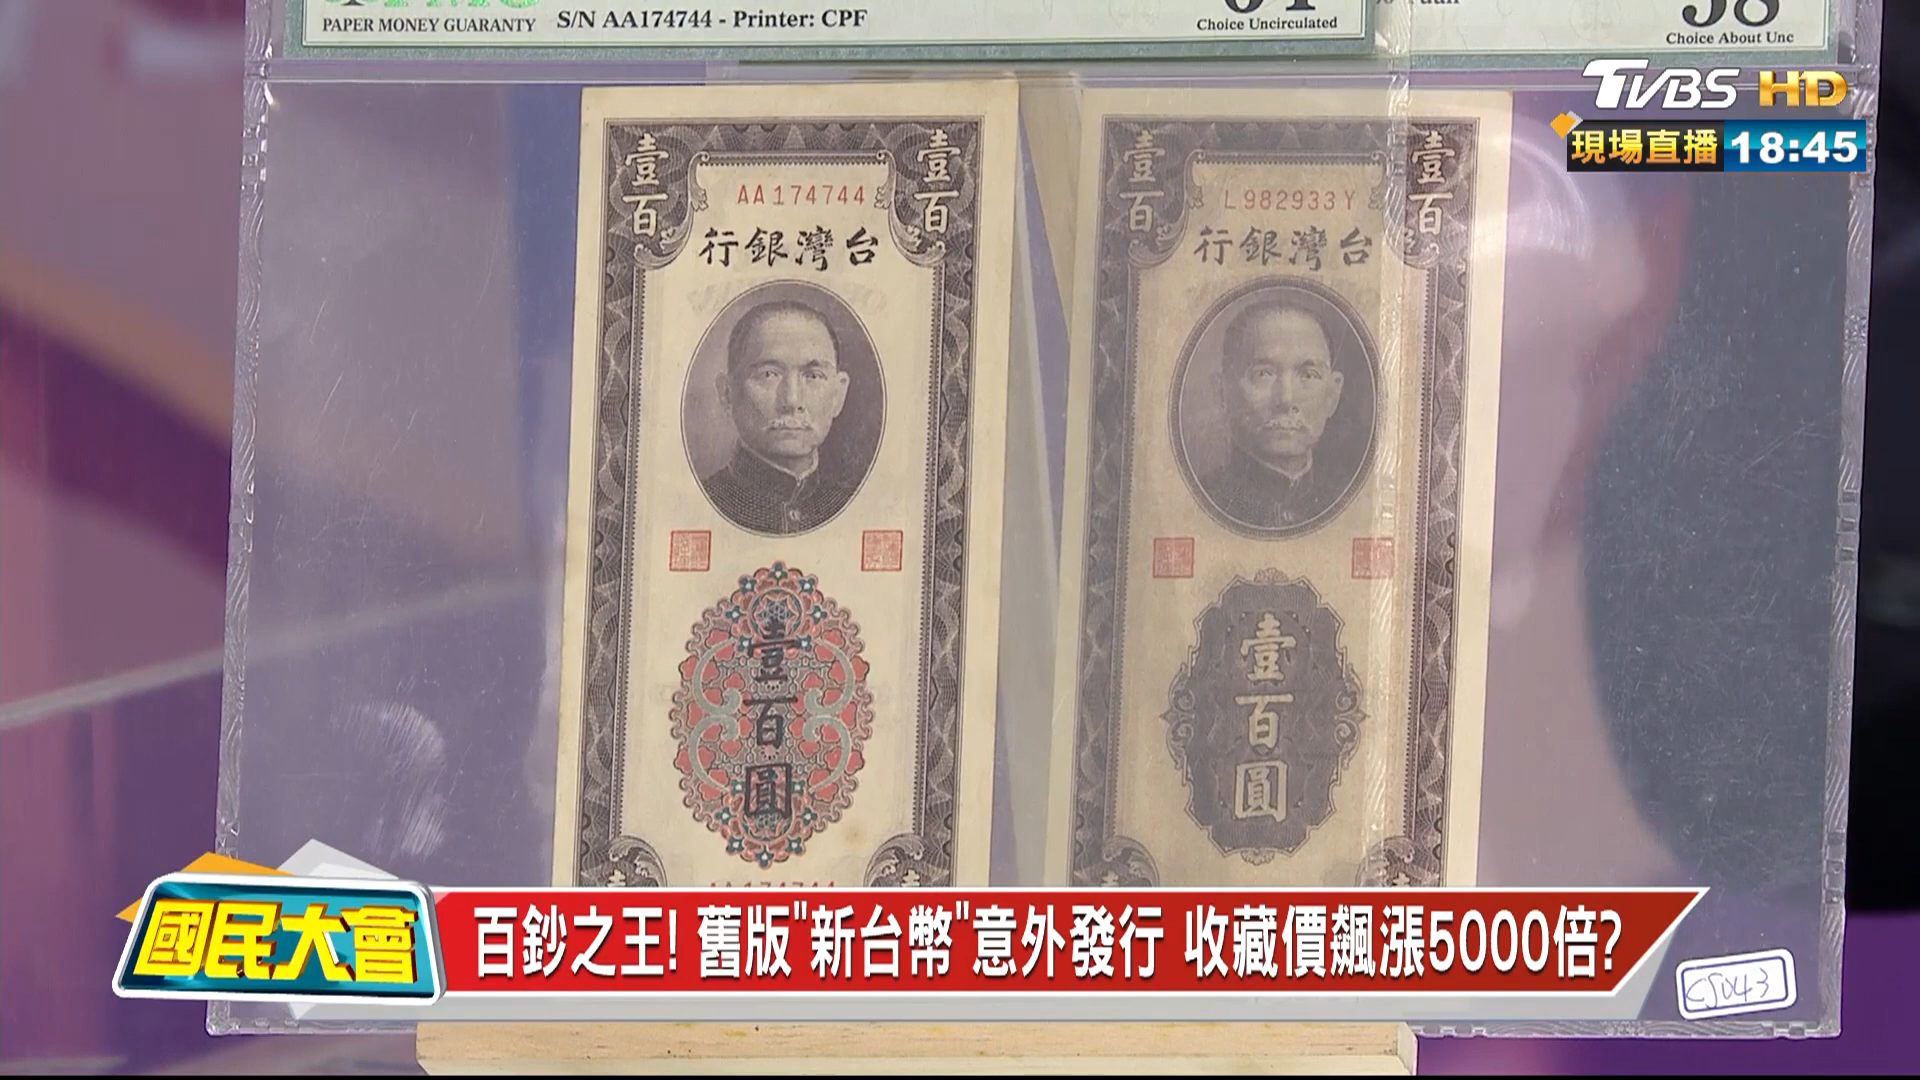 PAPER MONEY GUARANTY
S/N AA174744 - Printer: CPF
Choice Uncirculated
58
Choice About Unc
TVBS HD
現場直播 18:45
壹百
壹百
AA174744
行銀灣台
壹百圓
壹百
壹百
L982933Y
行銀灣台
壹百圓
國民大會
百鈔之王! 舊版"新台幣"意外發行 收藏價飆漲5000倍?